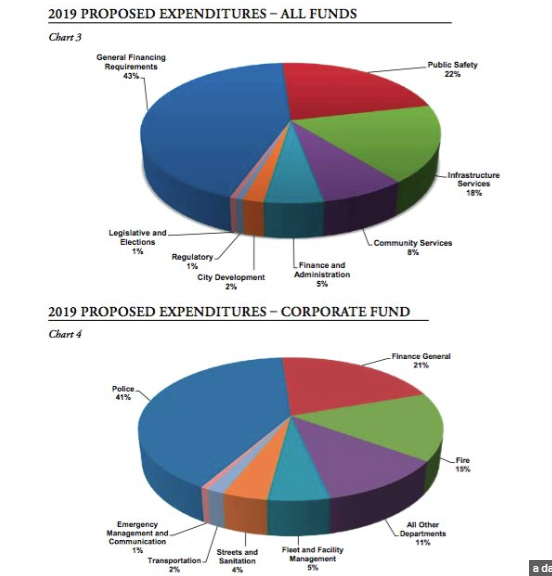 2019 PROPOSED EXPENDITURES – ALL FUNDS
Chart 3
General Financing
Requirements
43%
Public Safety
22%
Infrastructure
Services
18%
Community Services
8%
Finance and
Administration
5%
City Development
2%
Regulatory
1%
Legislative and
Elections
1%
2019 PROPOSED EXPENDITURES – CORPORATE FUND
Chart 4
Finance General
21%
Police
41%
Fire
15%
All Other
Departments
11%
Fleet and Facility
Management
5%
Streets and
Sanitation
4%
Transportation
2%
Emergency
Management and
Communication
1%